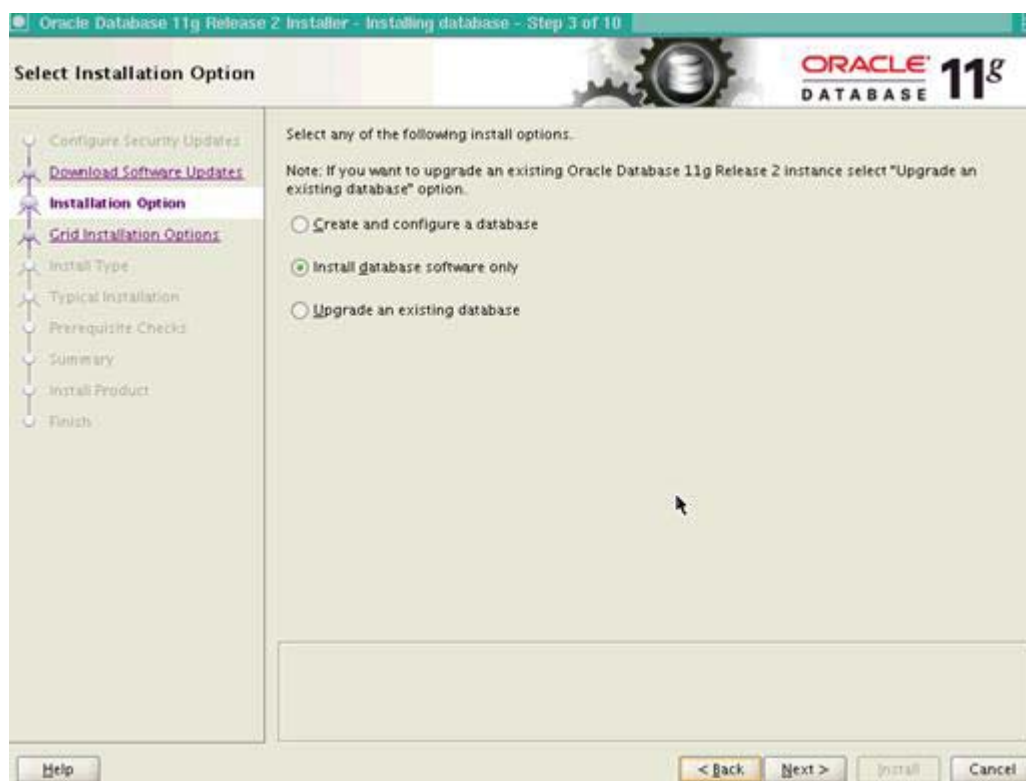 Oracle Database 11g Release 2 Installer - Installing database - Step 3 of 10
Select Installation Option
ORACLE
DATABASE
11g
Configure Security Updates
Download Software Updates
Installation Option
Grid Installation Options
Install Type
Typical Installation
Prerequisite Checks
Summary
Install Product
Finish
Select any of the following install options.
Note: If you want to upgrade an existing Oracle Database 11g Release 2 instance select "Upgrade an
existing database" option.
Create and configure a database
Install database software only
Upgrade an existing database
Help
< Back
Next >
Install
Cancel